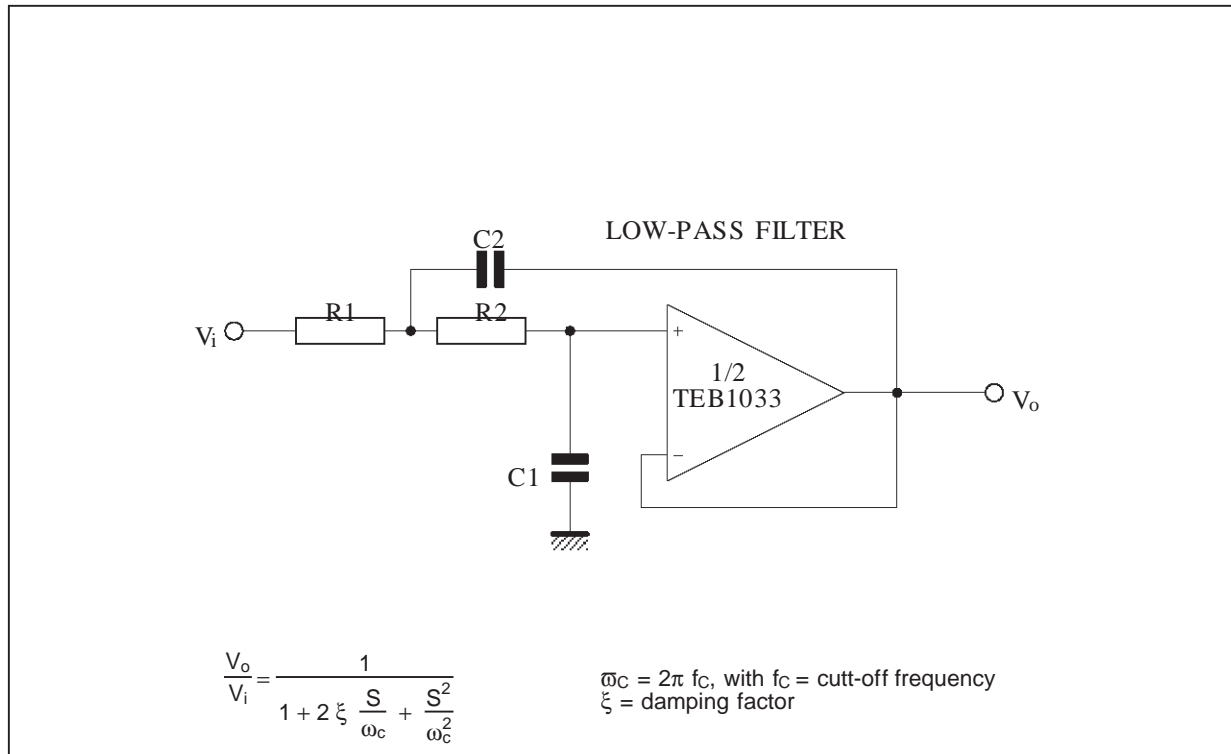 LOW-PASS FILTER
C2
R1
R2
Vi
+
1/2
TEB1033
−
Vo
C1
Vo/Vi = 1 / (1 + 2 ξ S/ωc + S²/ωc²)
ϖC = 2π fC, with fC = cutt-off frequency
ξ = damping factor